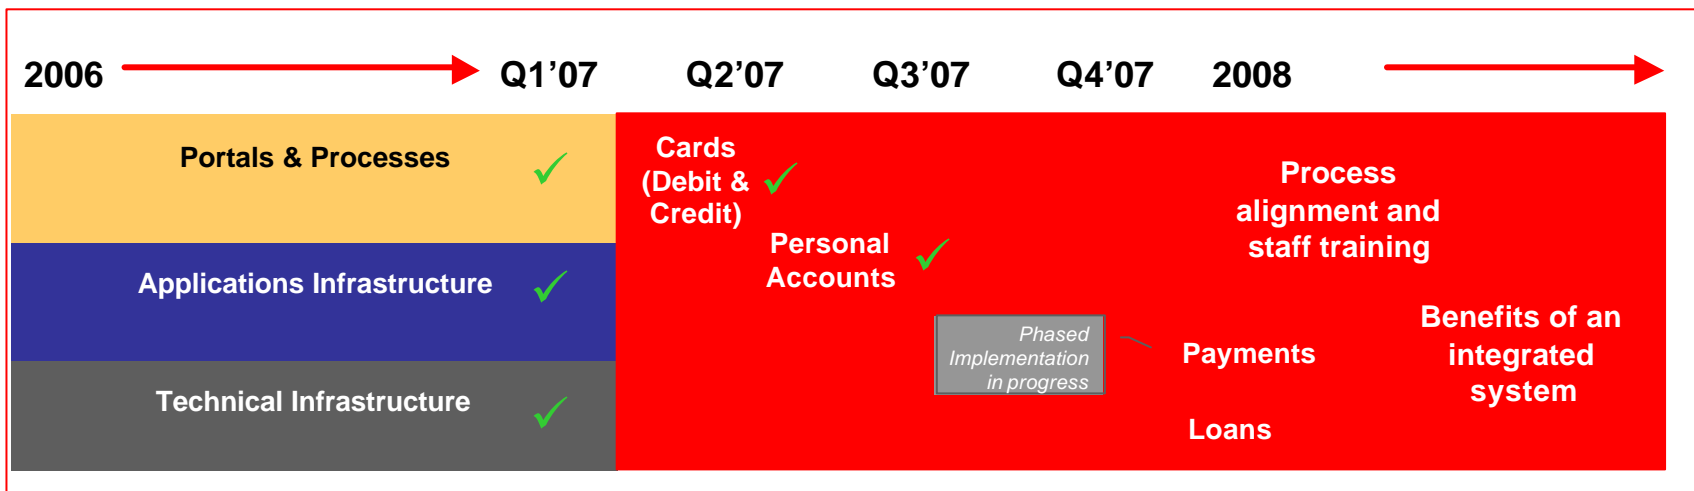 2006 Q1’07 Q2’07 Q3’07 Q4’07 2008
Portals & Processes
Applications Infrastructure
Technical Infrastructure
Cards
(Debit &
Credit)
Personal
Accounts
Phased
Implementation
in progress
Payments
Loans
Process
alignment and
staff training
Benefits of an
integrated
system